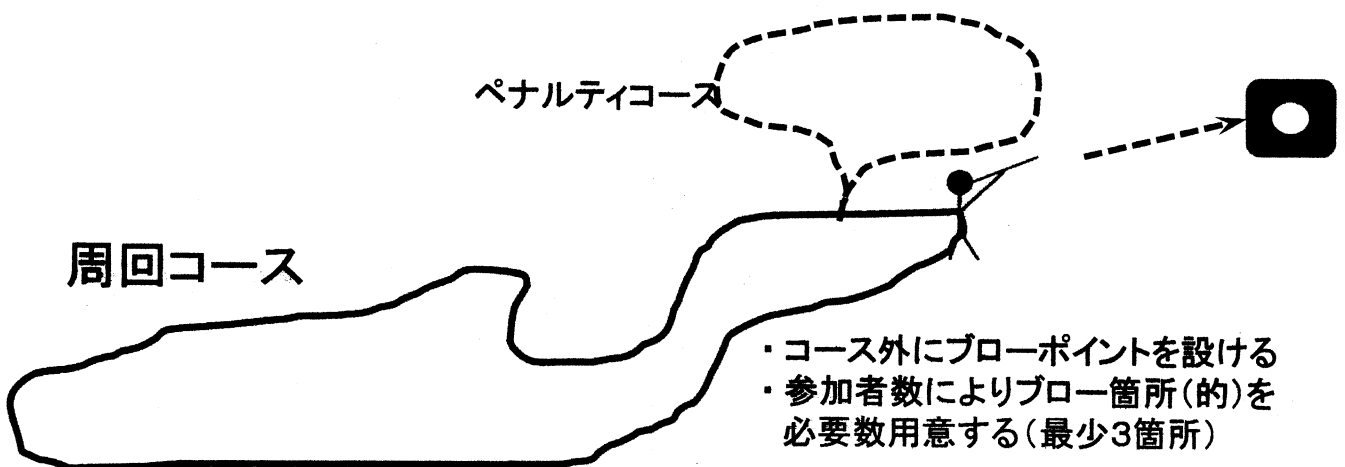 ペナルティコース
周回コース
・コース外にブローポイントを設ける
・参加者数によりブロー箇所(的)を
必要数用意する(最少3箇所)